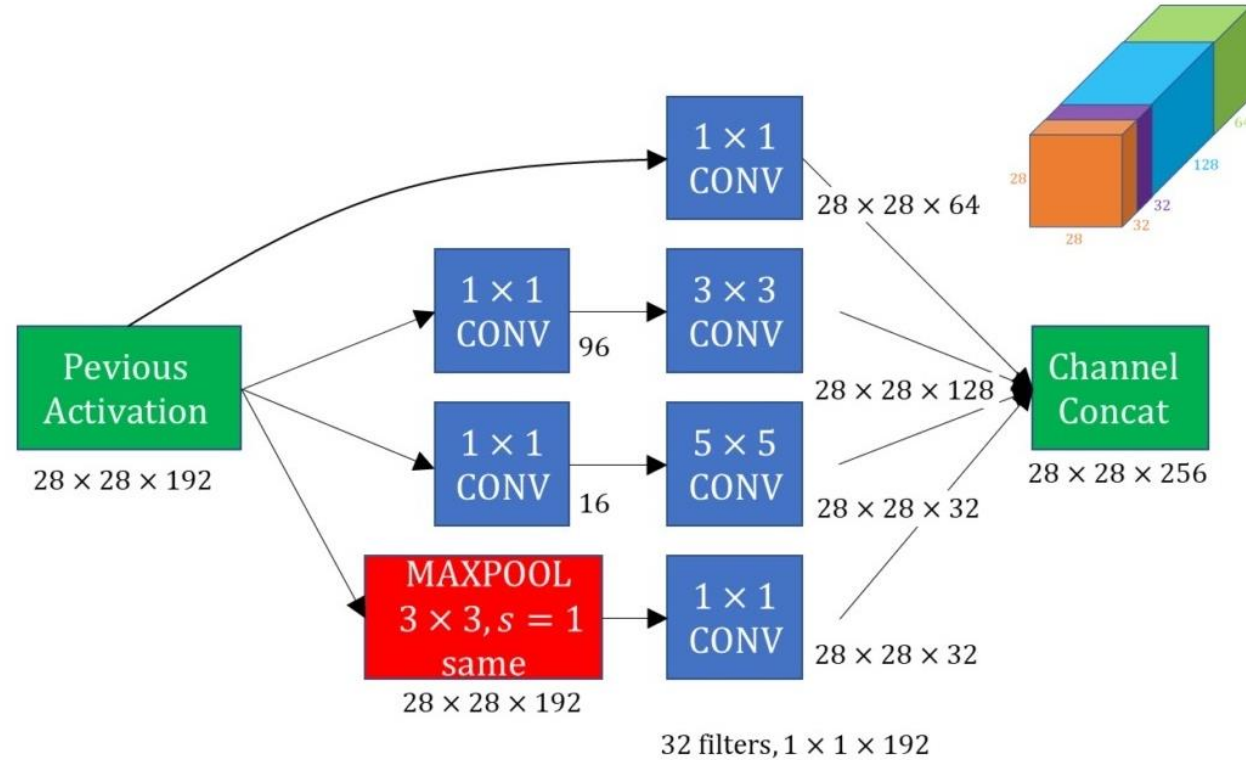 1 × 1
CONV
28 × 28 × 64
28
28
32
32
128
64
1 × 1
CONV
96
3 × 3
CONV
28 × 28 × 128
Pevious
Activation
28 × 28 × 192
Channel
Concat
28 × 28 × 256
1 × 1
CONV
16
5 × 5
CONV
28 × 28 × 32
MAXPOOL
3 × 3, s = 1
same
28 × 28 × 192
1 × 1
CONV
28 × 28 × 32
32 filters, 1 × 1 × 192